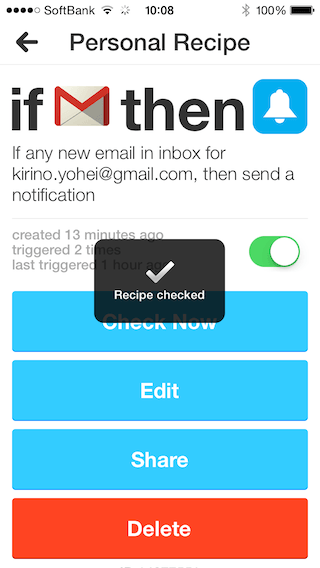 SoftBank 10:08 100%
Personal Recipe
if then
If any new email in inbox for
kirino.yohei@gmail.com, then send a
notification
created 13 minutes ago
triggered 2 times
last triggered 1 hour ago
Recipe checked
Check Now
Edit
Share
Delete